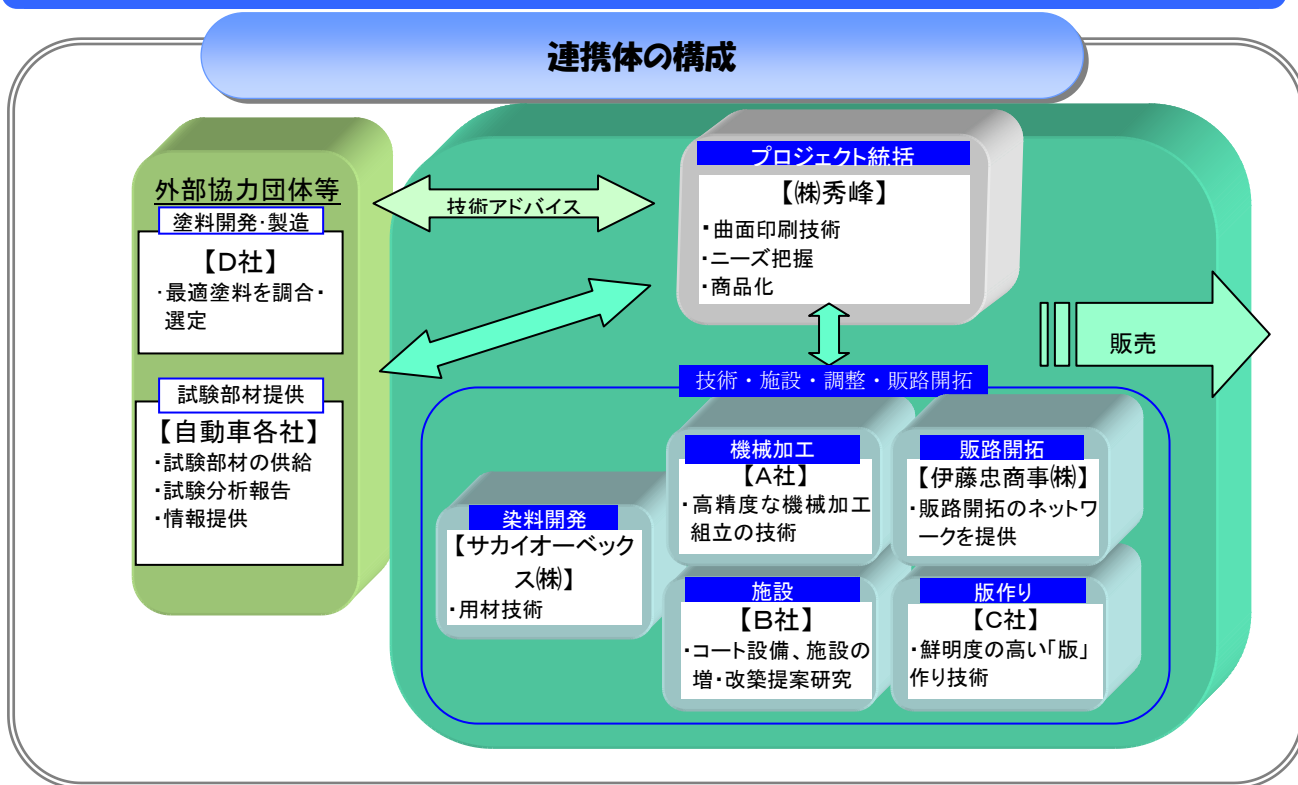 連携体の構成
外部協力団体等
塗料開発・製造
【D社】
・最適塗料を調合・
選定
試験部材提供
【自動車各社】
・試験部材の供給
・試験分析報告
・情報提供
技術アドバイス
プロジェクト統括
【㈱秀峰】
・曲面印刷技術
・ニーズ把握
・商品化
販売
技術・施設・調整・販路開拓
染料開発
【サカイオーベック
ス㈱】
・用材技術
機械加工
【A社】
・高精度な機械加工
組立の技術
販路開拓
【伊藤忠商事㈱】
・販路開拓のネットワ
ークを提供
施設
【B社】
・コート設備、施設の
増・改築提案研究
版作り
【C社】
・鮮明度の高い「版」
作り技術